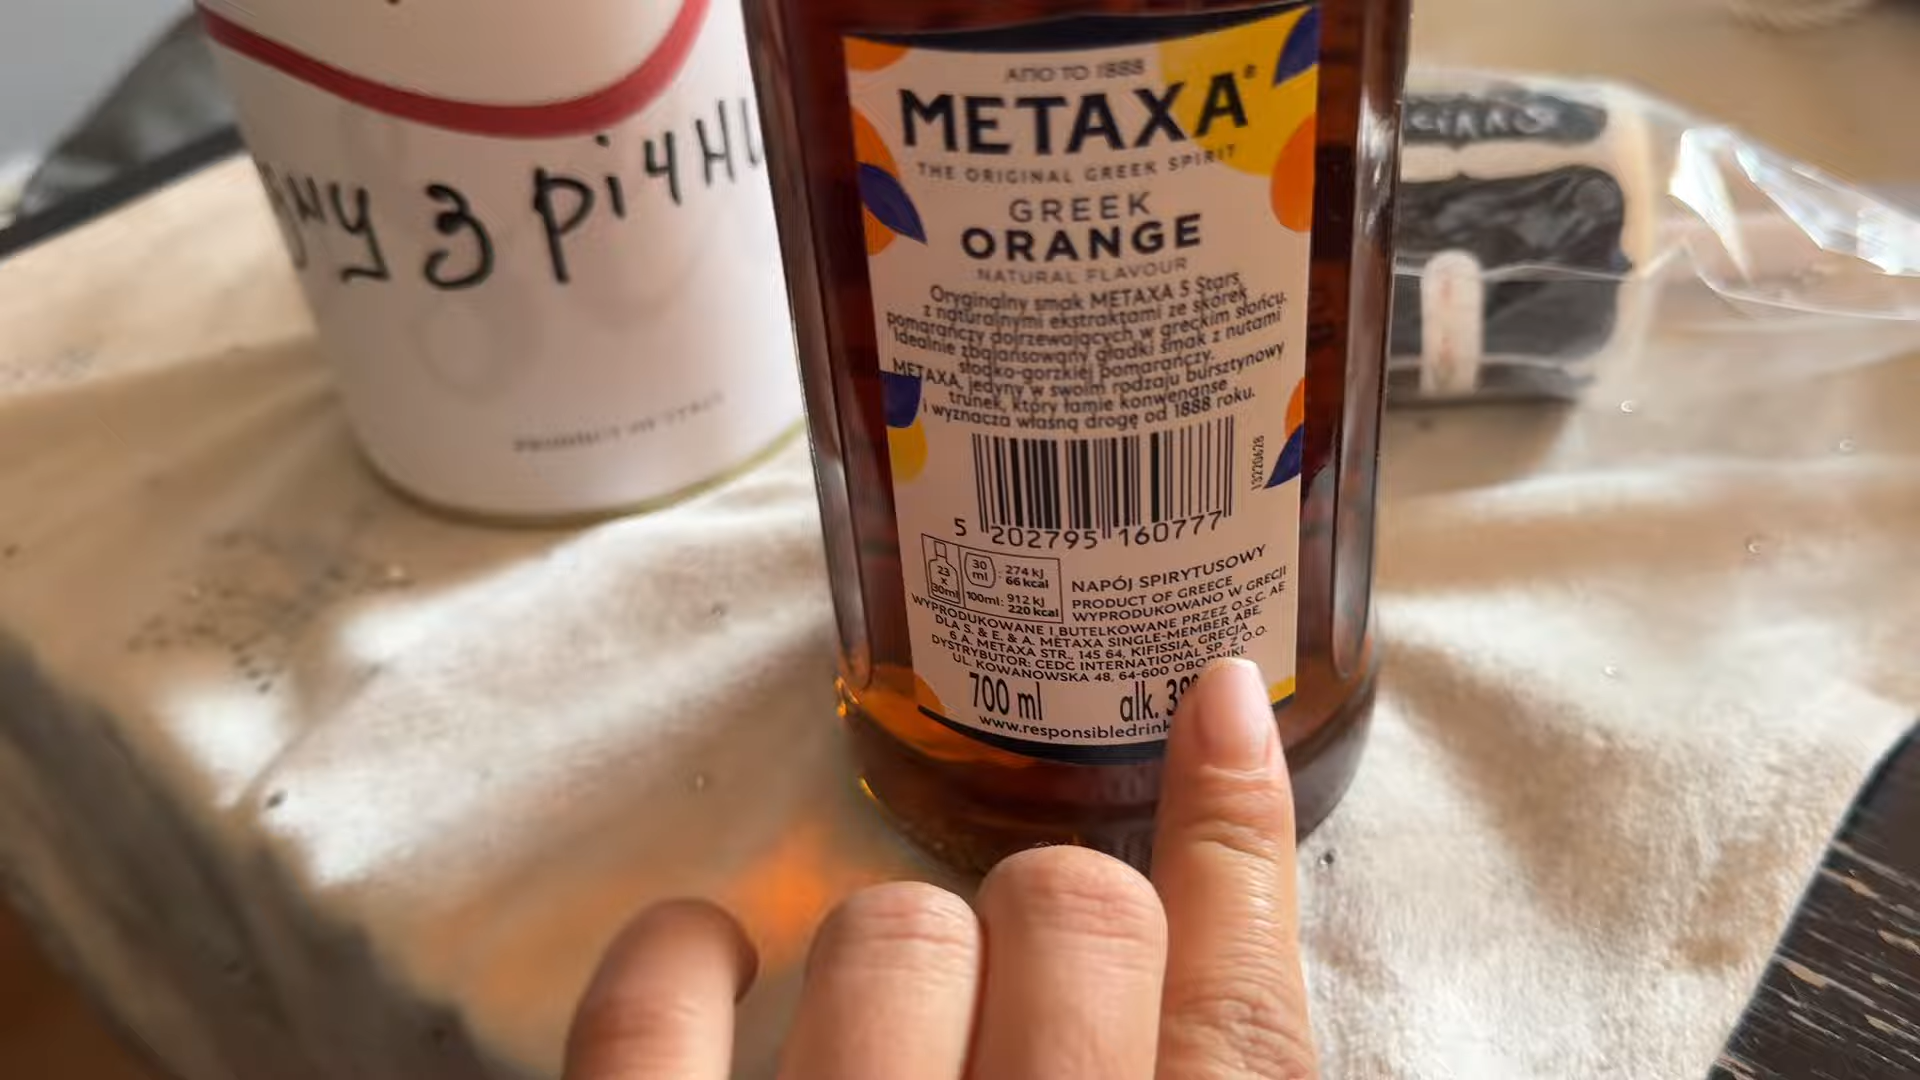 з річн
ΑΠΟ ΤΟ 1888
METAXA®
THE ORIGINAL GREEK SPIRIT
GREEK
ORANGE
NATURAL FLAVOUR
Oryginalny smak METAXA 5 Stars
z naturalnymi ekstraktami ze skórek
pomarańczy dojrzewających w greckim słońcu.
Idealnie zbalansowany gładki smak z nutami
słodko-gorzkiej pomarańczy.
METAXA, jedyny w swoim rodzaju bursztynowy
trunek, który łamie konwenanse
i wyznacza własną drogę od 1888 roku.
13220628
5 202795 160777
23 x 30ml
30 ml : 274 kJ 66 kcal
100ml: 912 kJ 220 kcal
NAPÓJ SPIRYTUSOWY
PRODUCT OF GREECE
WYPRODUKOWANO W GRECJI
WYPRODUKOWANE I BUTELKOWANE PRZEZ O.S.C. AE
DLA S. & E. & A. METAXA SINGLE-MEMBER ABE,
6 A. METAXA STR., 145 64, KIFISSIA, GRECJA
DYSTRYBUTOR: CEDC INTERNATIONAL SP. Z O.O.
UL. KOWANOWSKA 48, 64-600 OBORNIKI.
700 ml alk. 38%
www.responsibledrink